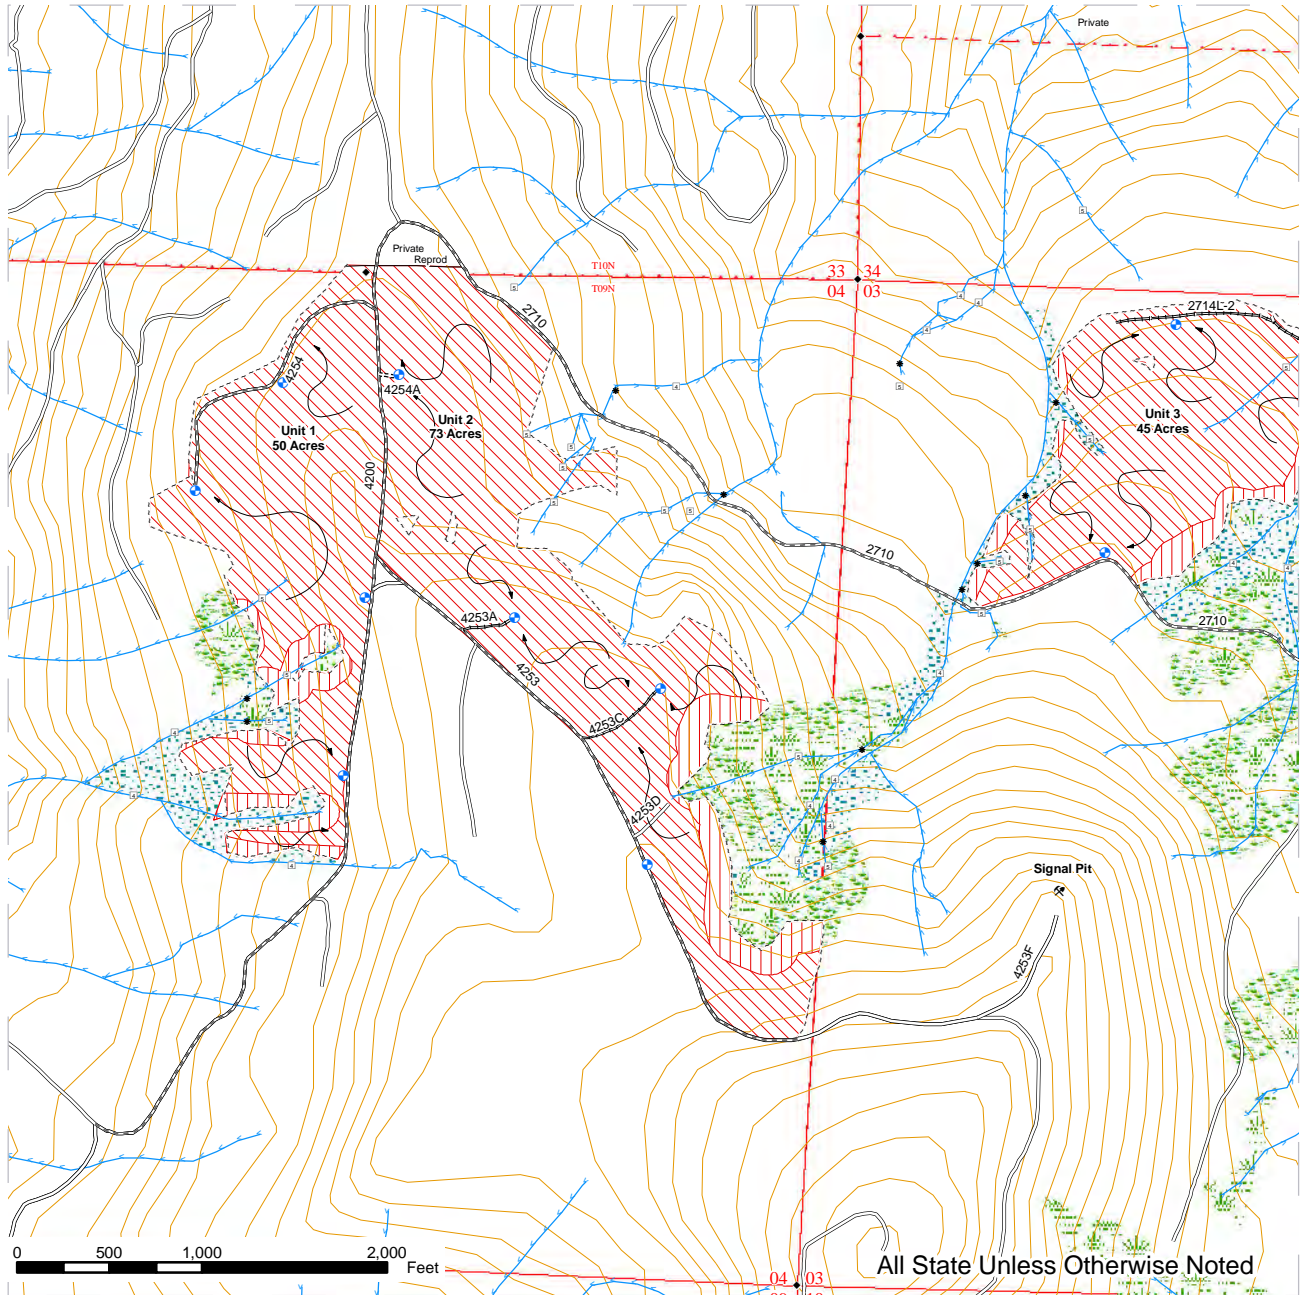 Private
Private
Reprod
T10N
T09N
33 34
04 03
2710
2714L-2
4254
4254A
Unit 1
50 Acres
Unit 2
73 Acres
Unit 3
45 Acres
4200
2710
4253A
2710
4253
4253C
4253D
Signal Pit
4253F
0 500 1,000 2,000
Feet
All State Unless Otherwise Noted
04 03